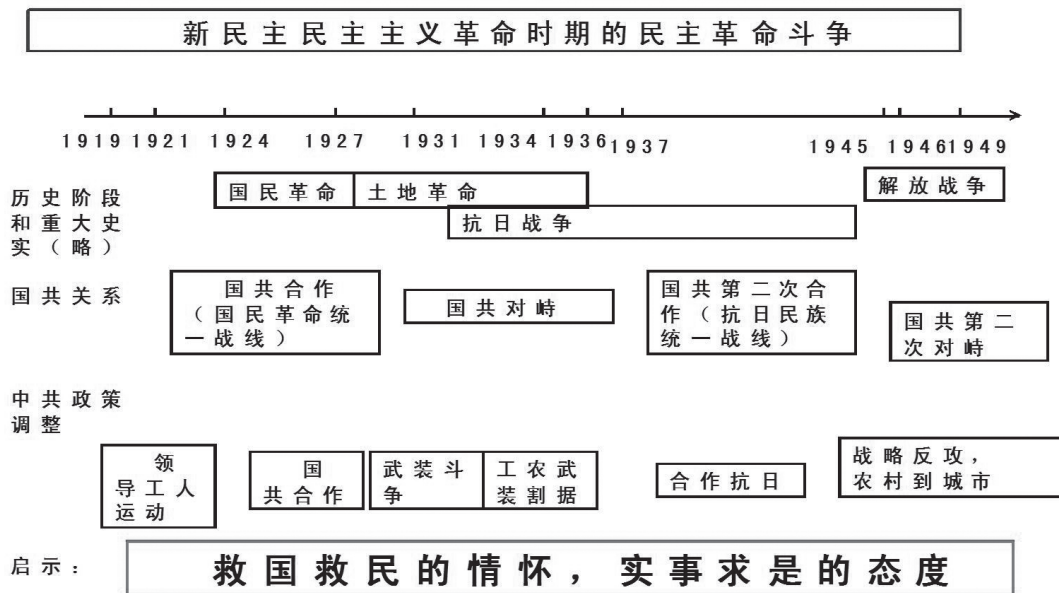 新民主民主主义革命时期的民主革命斗争
1919 1921 1924 1927 1931 1934 1936 1937 1945 1946 1949
历史阶段
和重大史
实（略）
国民革命
土地革命
抗日战争
解放战争
国共关系
国共合作
（国民革命统
一战线）
国共对峙
国共第二次合
作（抗日民族
统一战线）
国共第二
次对峙
中共政策
调整
领
导工人
运动
国
共合作
武装斗
争
工农武
装割据
合作抗日
战略反攻，
农村到城市
启示：
救国救民的情怀，实事求是的态度